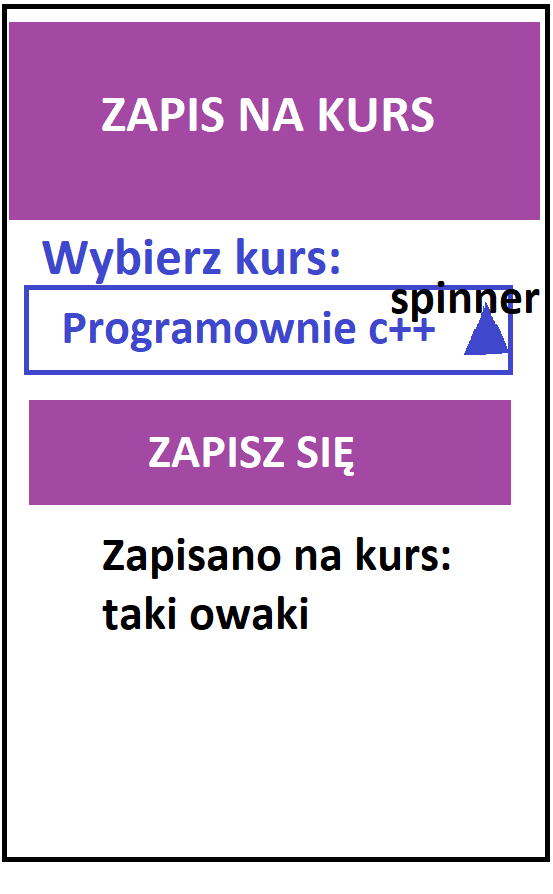 ZAPIS NA KURS
Wybierz kurs:
spinner
Programownie c++
ZAPISZ SIĘ
Zapisano na kurs:
taki owaki